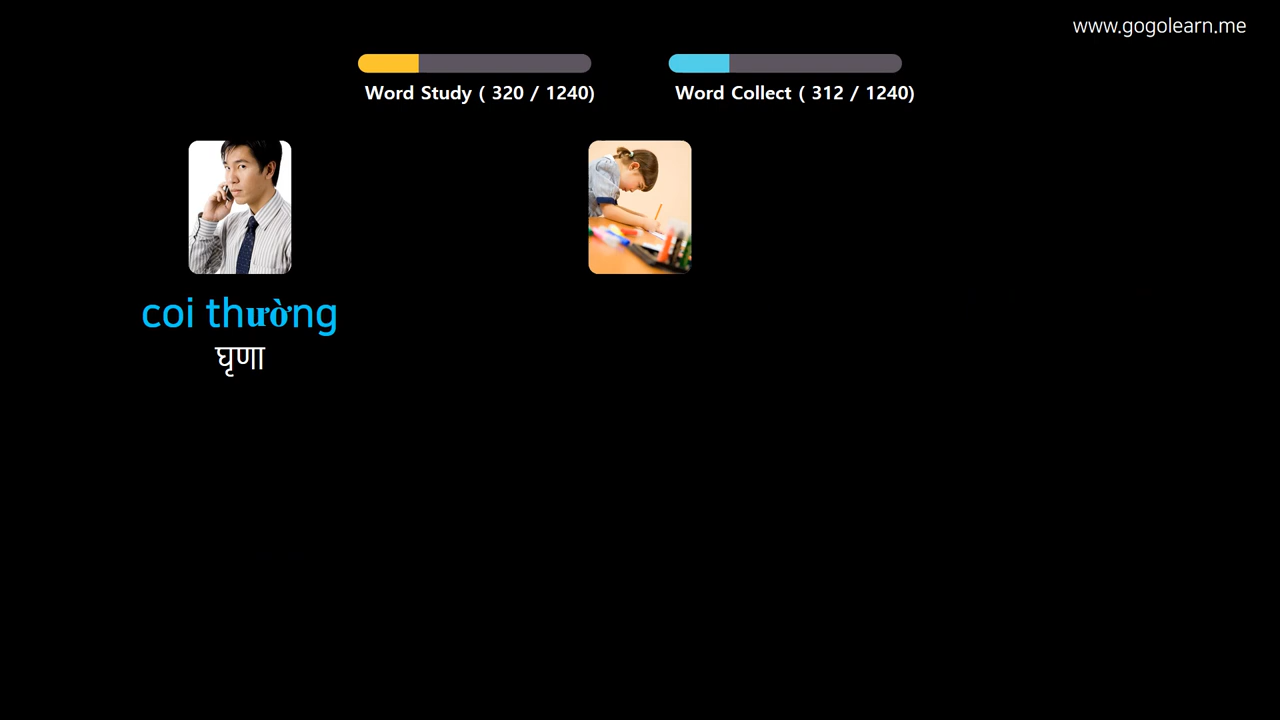 www.gogolearn.me
Word Study ( 320 / 1240)
Word Collect ( 312 / 1240)
coi thường
घृणा